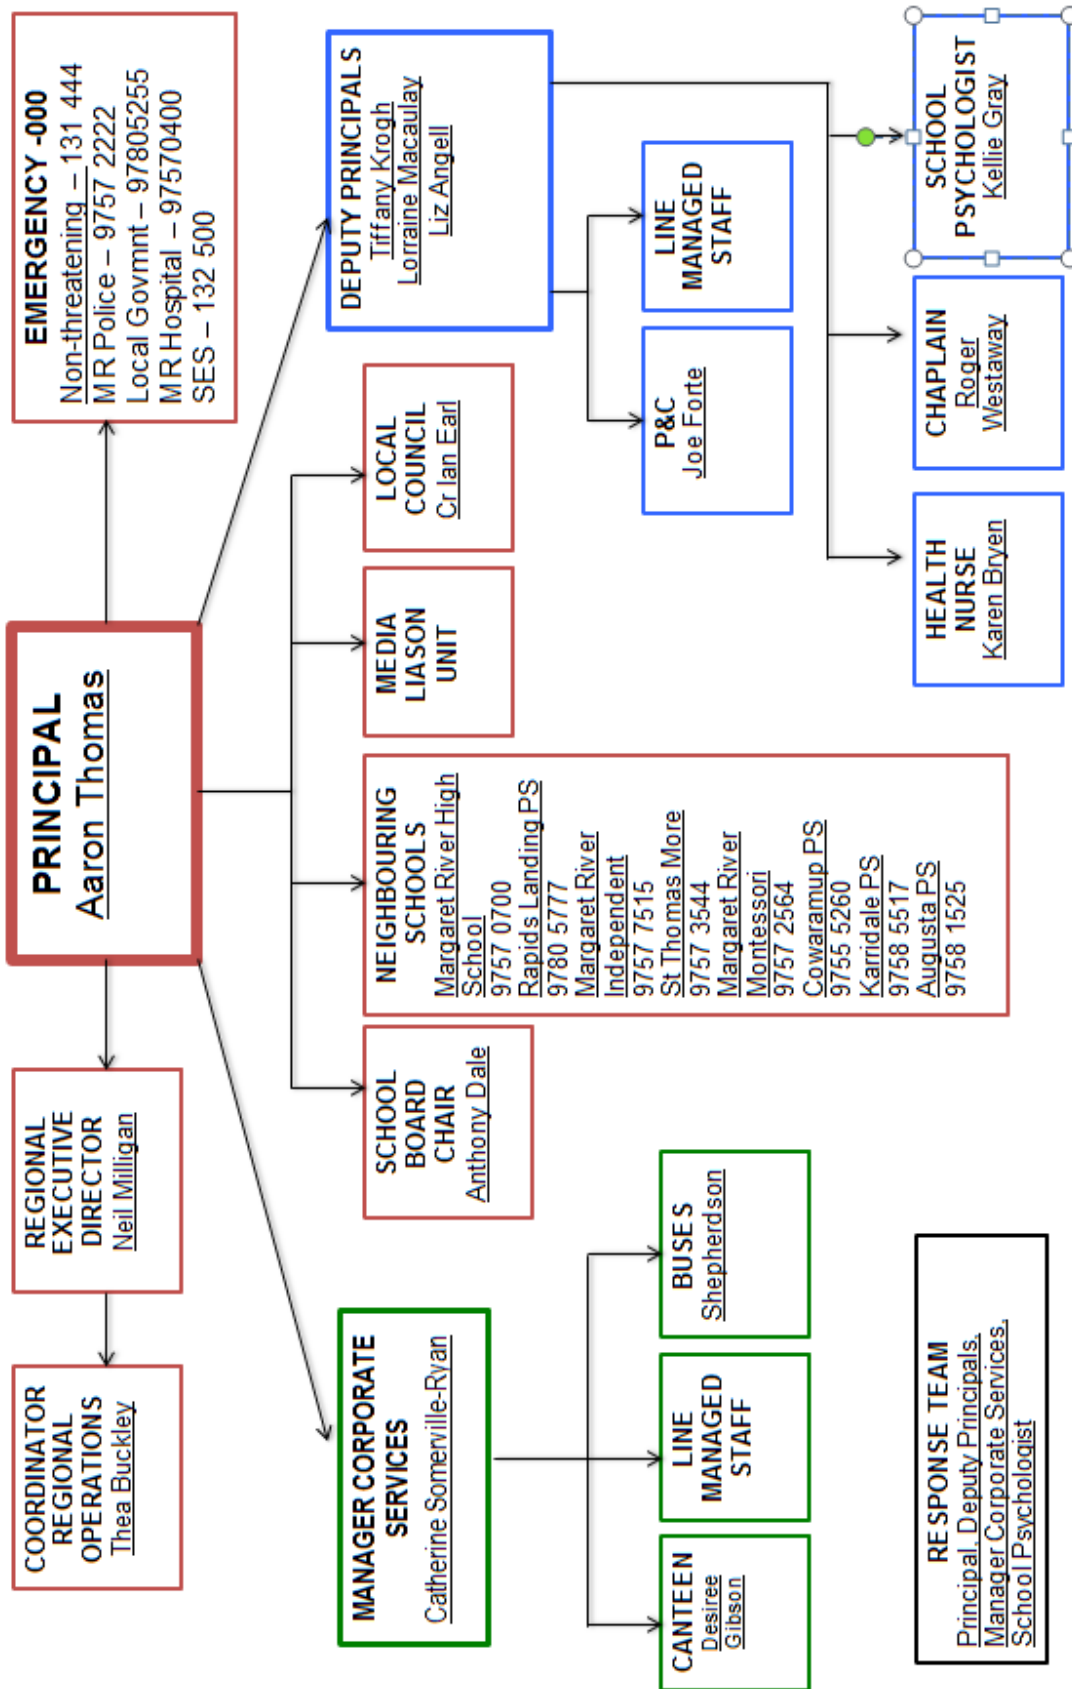 COORDINATOR
REGIONAL
OPERATIONS
Thea Buckley
REGIONAL
EXECUTIVE
DIRECTOR
Neil Milligan
PRINCIPAL
Aaron Thomas
EMERGENCY -000
Non-threatening – 131 444
MR Police – 9757 2222
Local Govmnt – 97805255
MR Hospital – 97570400
SES – 132 500
MANAGER CORPORATE
SERVICES
Catherine Somerville-Ryan
SCHOOL
BOARD
CHAIR
Anthony Dale
NEIGHBOURING
SCHOOLS
Margaret River High
School
9757 0700
Rapids Landing PS
9780 5777
Margaret River
Independent
9757 7515
St Thomas More
9757 3544
Margaret River
Montessori
9757 2564
Cowaramup PS
9755 5260
Karridale PS
9758 5517
Augusta PS
9758 1525
MEDIA
LIASON
UNIT
LOCAL
COUNCIL
Cr Ian Earl
DEPUTY PRINCIPALS
Tiffany Krogh
Lorraine Macaulay
Liz Angell
CANTEEN
Desiree
Gibson
LINE
MANAGED
STAFF
BUSES
Shepherdson
P&C
Joe Forte
LINE
MANAGED
STAFF
RESPONSE TEAM
Principal, Deputy Principals,
Manager Corporate Services,
School Psychologist
HEALTH
NURSE
Karen Bryen
CHAPLAIN
Roger
Westaway
SCHOOL
PSYCHOLOGIST
Kellie Gray